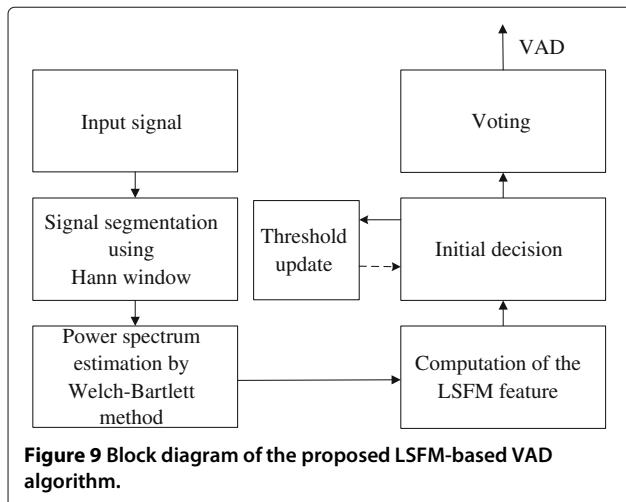 VAD
Input signal
Voting
Signal segmentation
using
Hann window
Threshold
update
Initial decision
Power spectrum
estimation by
Welch-Bartlett
method
Computation of the
LSFM feature
Figure 9 Block diagram of the proposed LSFM-based VAD
algorithm.